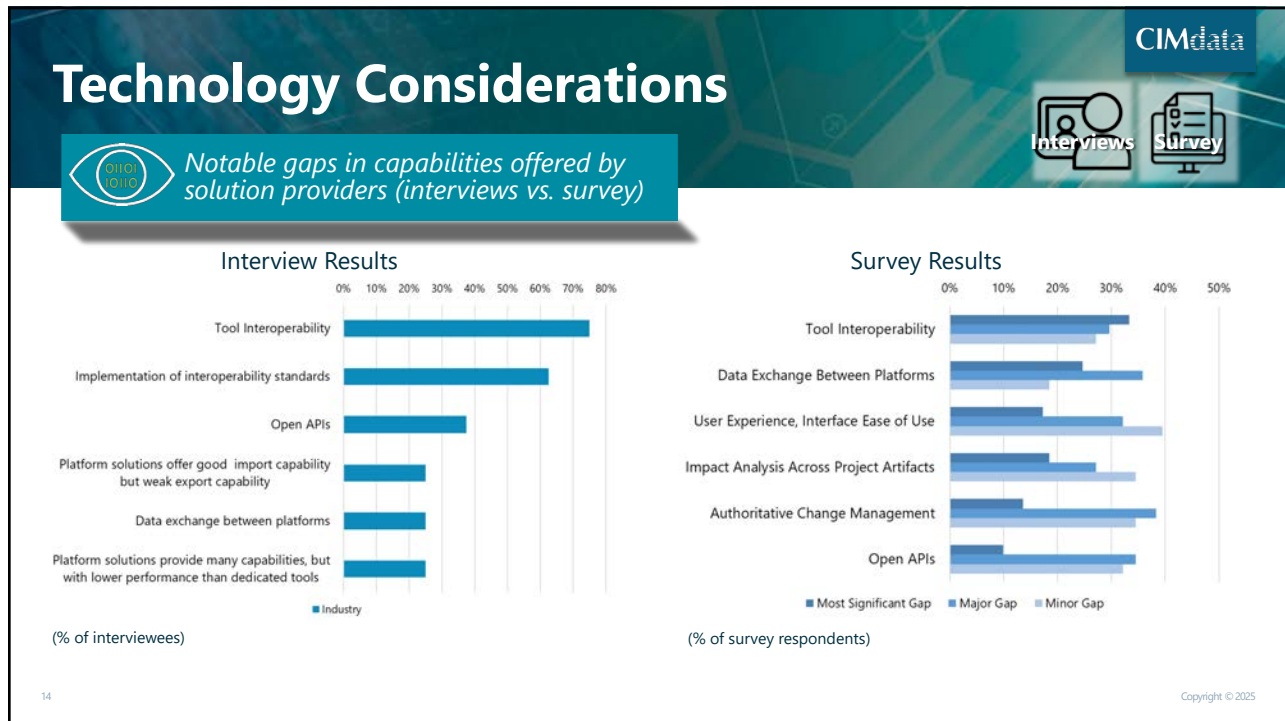 CIMdata
Technology Considerations
Interviews
Survey
01101
10110
Notable gaps in capabilities offered by
solution providers (interviews vs. survey)
Interview Results
0% 10% 20% 30% 40% 50% 60% 70% 80%
Tool Interoperability
Implementation of interoperability standards
Open APIs
Platform solutions offer good import capability
but weak export capability
Data exchange between platforms
Platform solutions provide many capabilities, but
with lower performance than dedicated tools
Industry
(% of interviewees)
Survey Results
0% 10% 20% 30% 40% 50%
Tool Interoperability
Data Exchange Between Platforms
User Experience, Interface Ease of Use
Impact Analysis Across Project Artifacts
Authoritative Change Management
Open APIs
Most Significant Gap Major Gap Minor Gap
(% of survey respondents)
14
Copyright © 2025